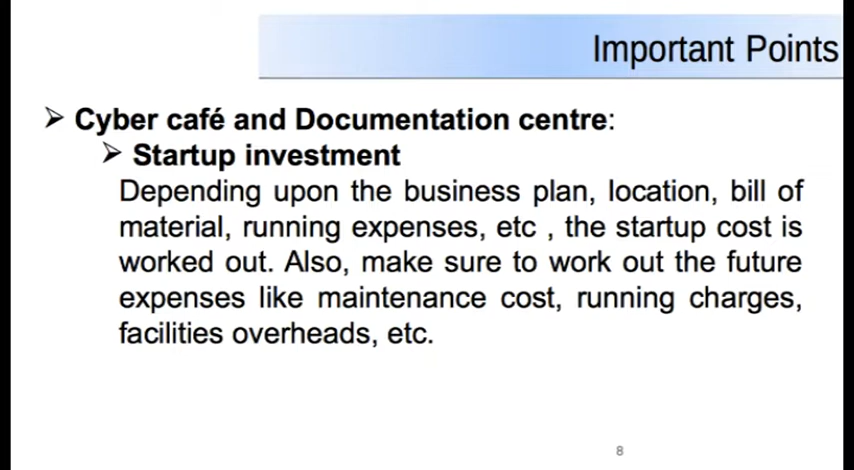 Important Points
➢ Cyber café and Documentation centre:
➢ Startup investment
Depending upon the business plan, location, bill of
material, running expenses, etc , the startup cost is
worked out. Also, make sure to work out the future
expenses like maintenance cost, running charges,
facilities overheads, etc.
8